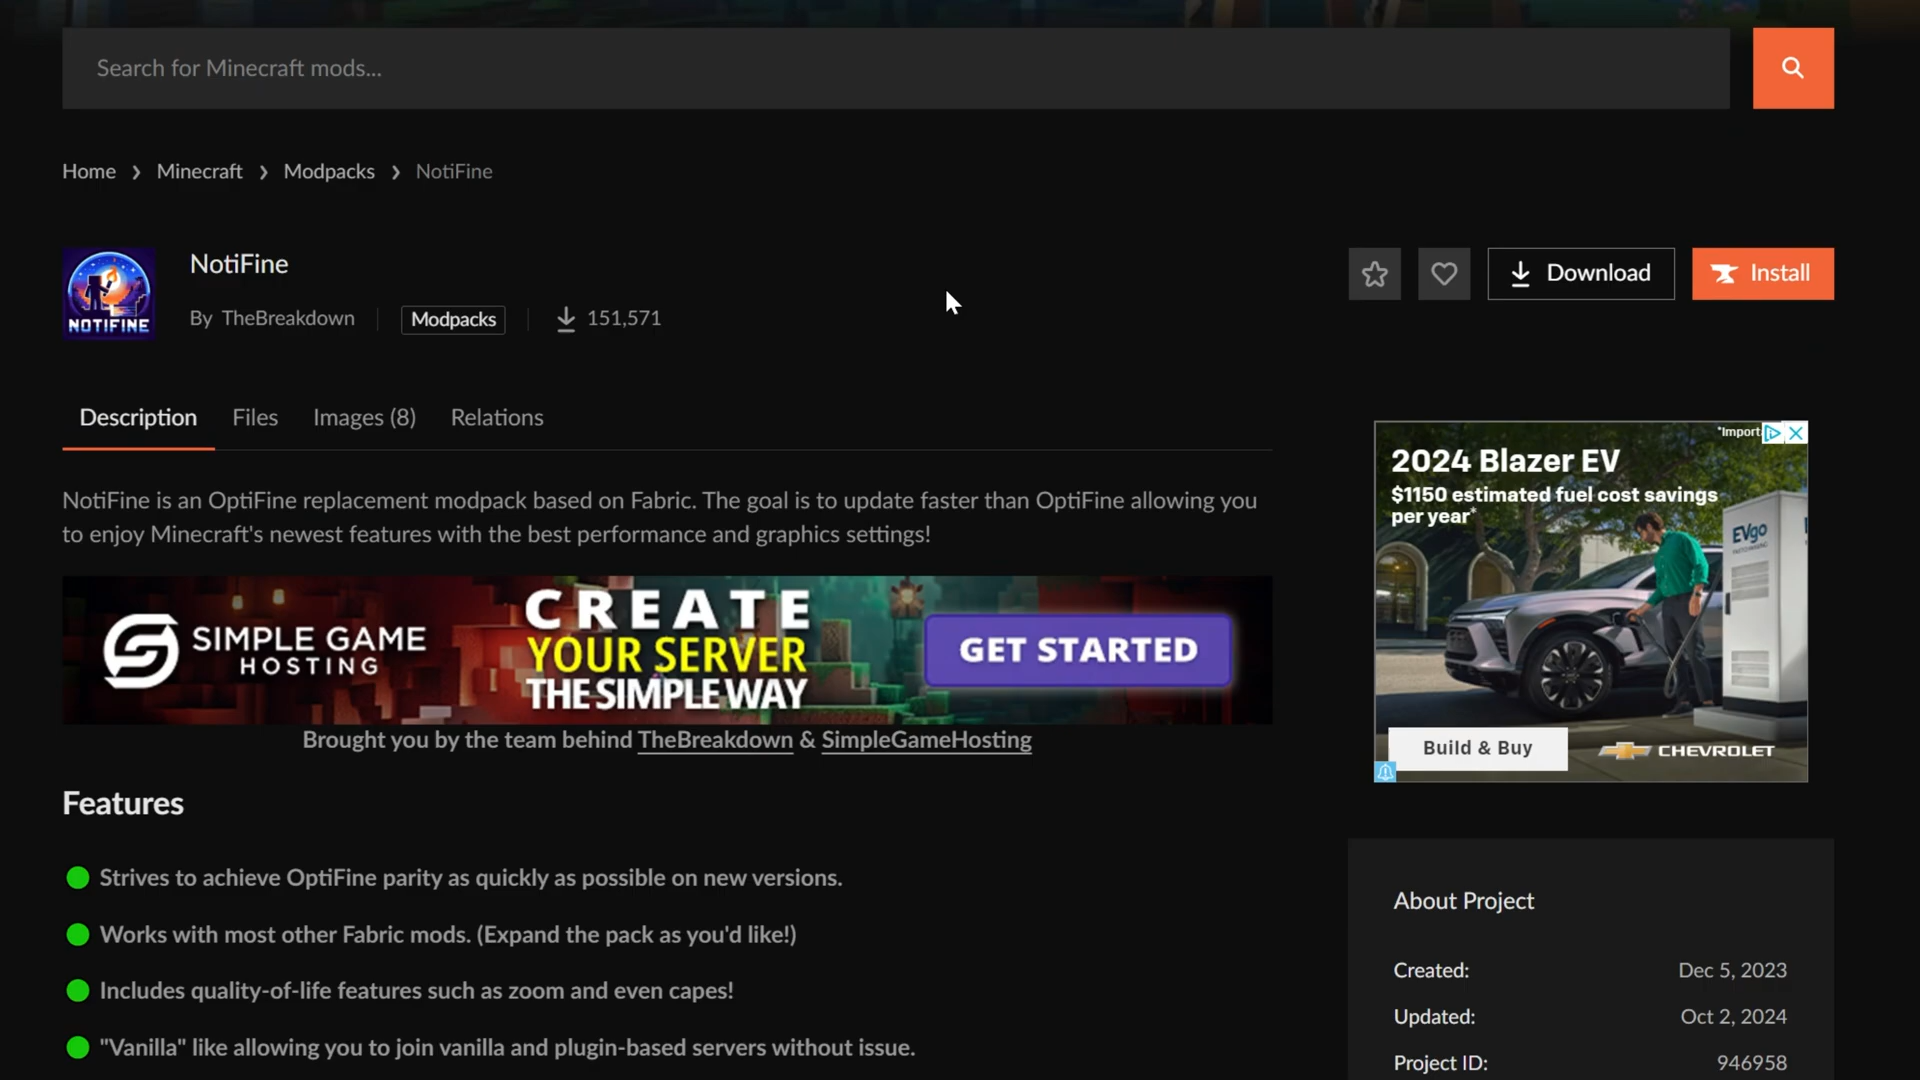 Search for Minecraft mods...
Home > Minecraft > Modpacks > NotiFine
NotiFine
NOTIFINE
By TheBreakdown
Modpacks
151,571
Download
Install
Description
Files
Images (8)
Relations
NotiFine is an OptiFine replacement modpack based on Fabric. The goal is to update faster than OptiFine allowing you
to enjoy Minecraft's newest features with the best performance and graphics settings!
SIMPLE GAME
HOSTING
CREATE
YOUR SERVER
THE SIMPLE WAY
GET STARTED
Brought you by the team behind TheBreakdown & SimpleGameHosting
Features
Strives to achieve OptiFine parity as quickly as possible on new versions.
Works with most other Fabric mods. (Expand the pack as you'd like!)
Includes quality-of-life features such as zoom and even capes!
"Vanilla" like allowing you to join vanilla and plugin-based servers without issue.
*Import
2024 Blazer EV
$1150 estimated fuel cost savings
per year*
EVgo
Build & Buy
CHEVROLET
About Project
Created: Dec 5, 2023
Updated: Oct 2, 2024
Project ID: 946958